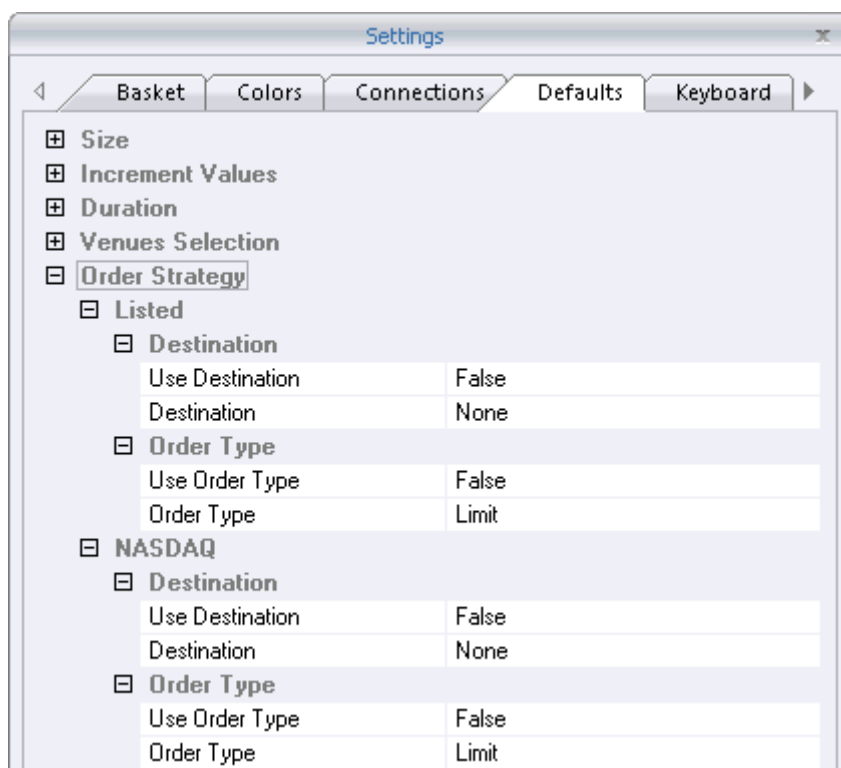 Settings
Basket Colors Connections Defaults Keyboard
Size
Increment Values
Duration
Venues Selection
Order Strategy
Listed
Destination
Use Destination False
Destination None
Order Type
Use Order Type False
Order Type Limit
NASDAQ
Destination
Use Destination False
Destination None
Order Type
Use Order Type False
Order Type Limit